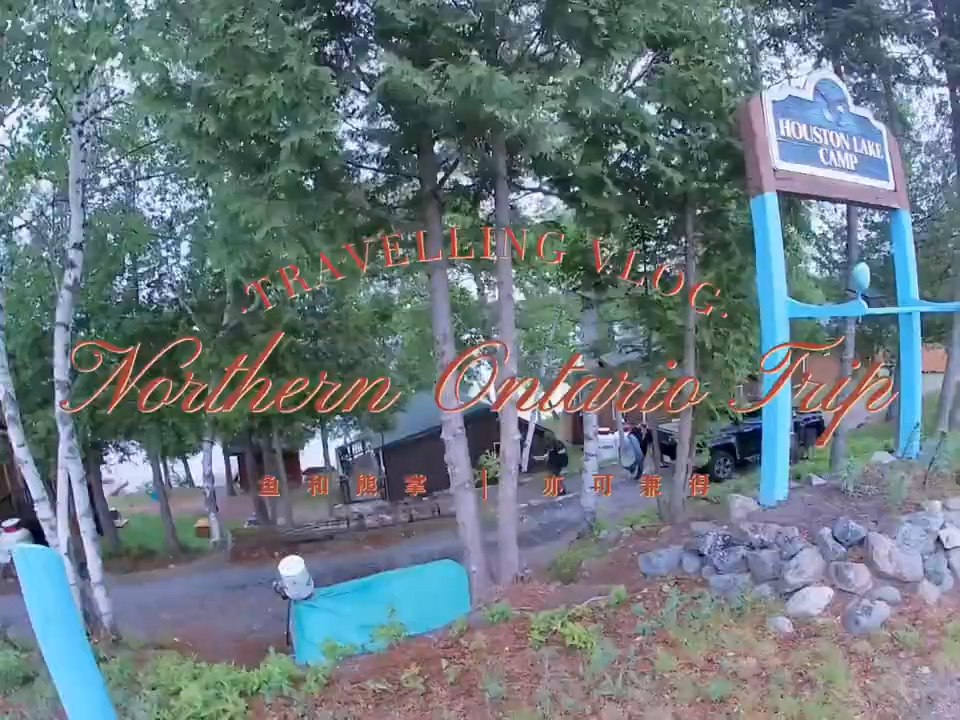 HOUSTON LAKE
CAMP
·TRAVELLING VLOG·
Northern Ontario Trip
鱼和熊掌 | 亦可兼得